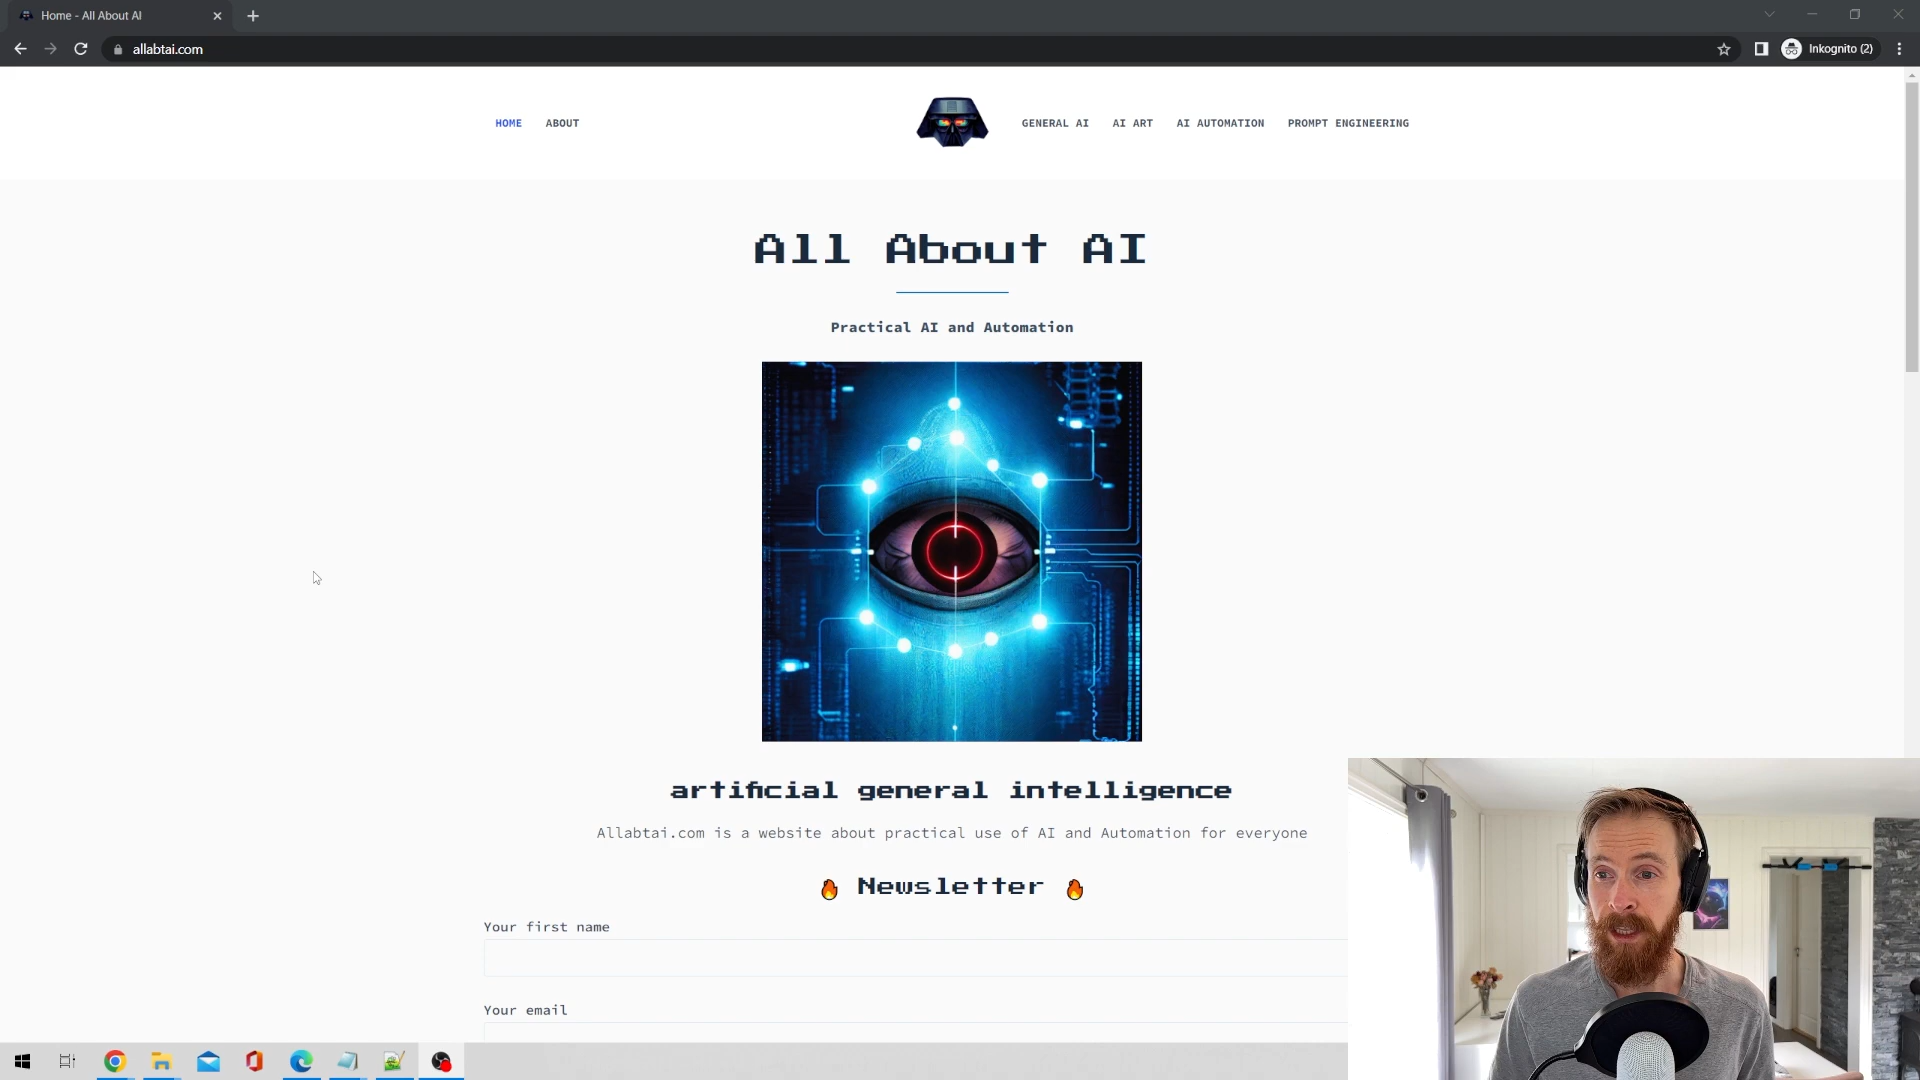 Home - All About AI
allabtai.com
Inkognito (2)
HOME ABOUT GENERAL AI AI ART AI AUTOMATION PROMPT ENGINEERING
All About AI
Practical AI and Automation
artificial general intelligence
Allabtai.com is a website about practical use of AI and Automation for everyone
🔥 Newsletter 🔥
Your first name
Your email